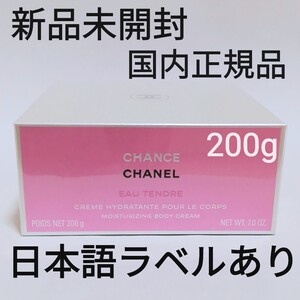 新品未開封
国内正規品
200g
CHANCE
CHANEL
EAU TENDRE
CRÈME HYDRATANTE POUR LE CORPS
MOISTURIZING BODY CREAM
POIDS NET 200 g
NET WT. 7.0 OZ.
日本語ラベルあり